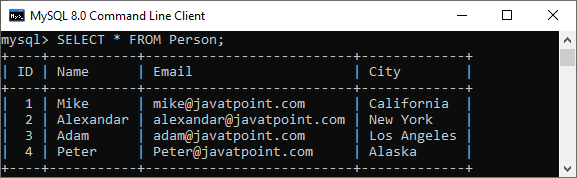 MySQL 8.0 Command Line Client
mysql> SELECT * FROM Person;
+----+-----------+--------------------------+-------------+
| ID | Name      | Email                    | City        |
+----+-----------+--------------------------+-------------+
|  1 | Mike      | mike@javatpoint.com      | California  |
|  2 | Alexandar | alexandar@javatpoint.com | New York    |
|  3 | Adam      | adam@javatpoint.com      | Los Angeles |
|  4 | Peter     | Peter@javatpoint.com     | Alaska      |
+----+-----------+--------------------------+-------------+